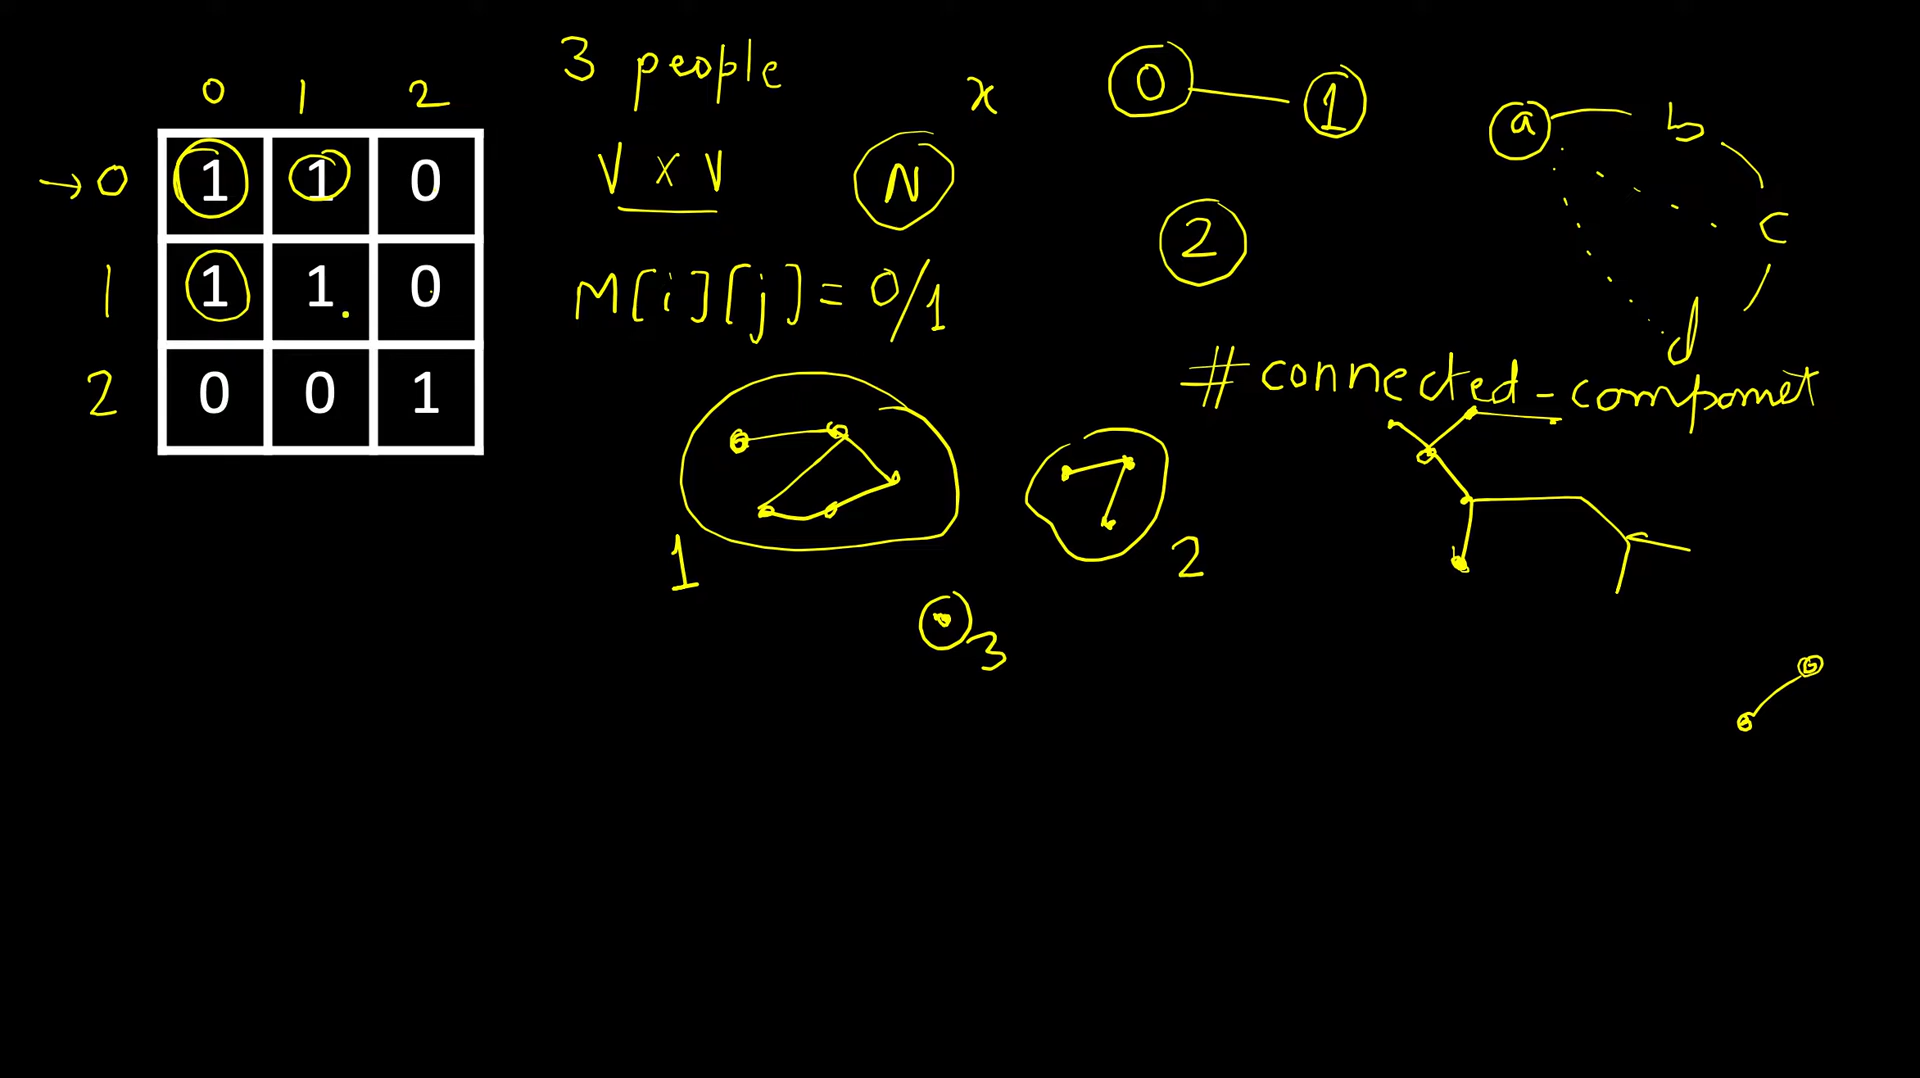 0 1 2
→ 0 1 1 0
1 1 1 0
2 0 0 1
3 people
x
V x V
N
M[i][j] = 0/1
0 1
2
a b
c
d
#connected-componet
1
2
3